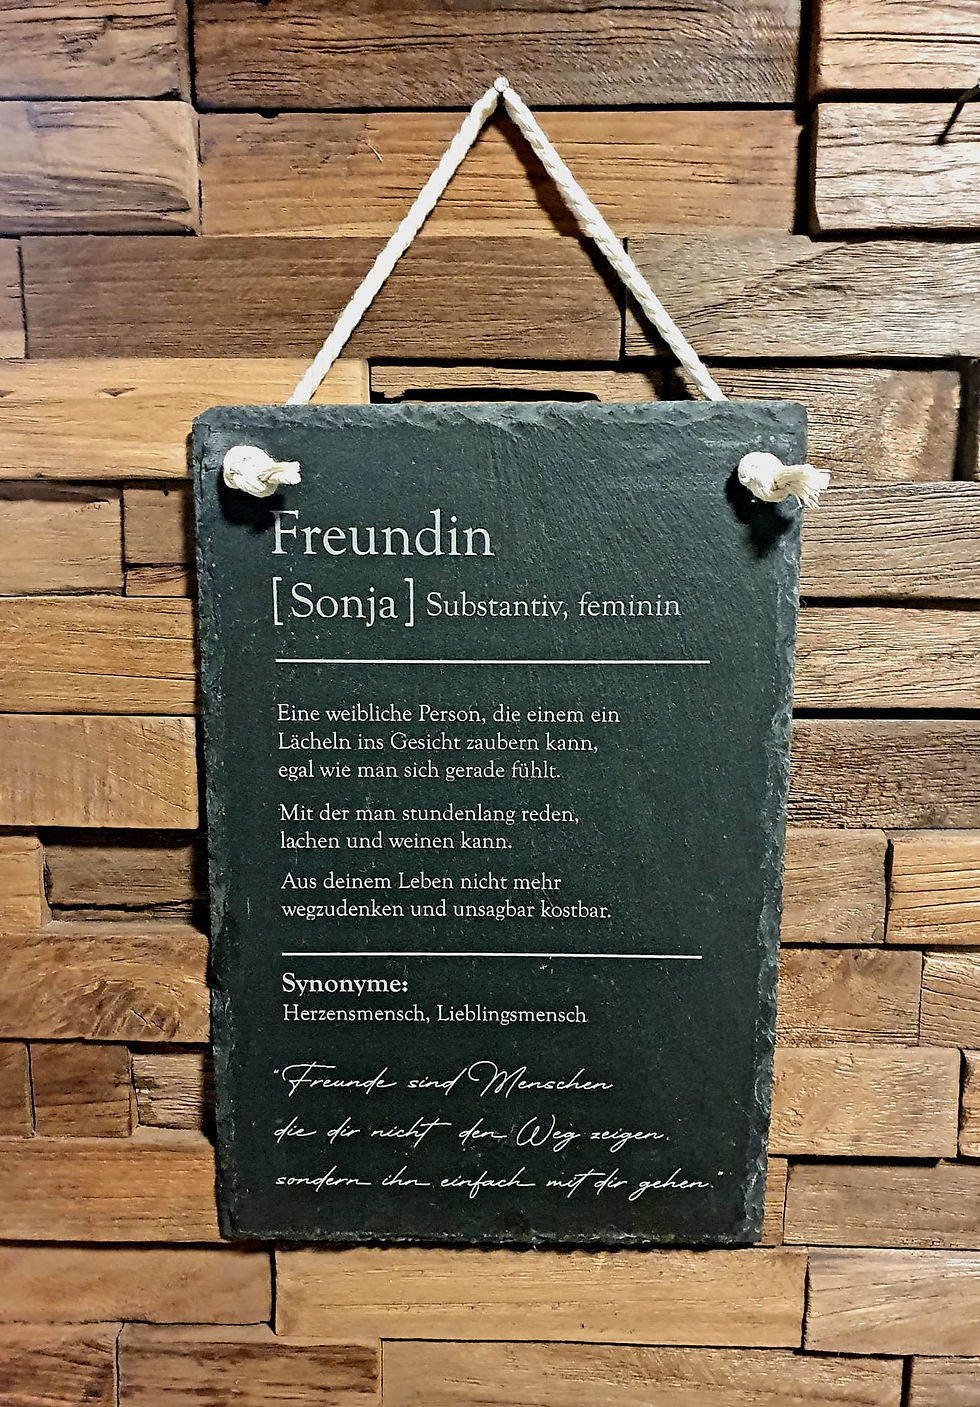 Freundin
[Sonja] Substantiv, feminin
Eine weibliche Person, die einem ein
Lächeln ins Gesicht zaubern kann,
egal wie man sich gerade fühlt.
Mit der man stundenlang reden,
lachen und weinen kann.
Aus deinem Leben nicht mehr
wegzudenken und unsagbar kostbar.
Synonyme:
Herzensmensch, Lieblingsmensch
"Freunde sind Menschen
die dir nicht den Weg zeigen.
sondern ihn einfach mit dir gehen."